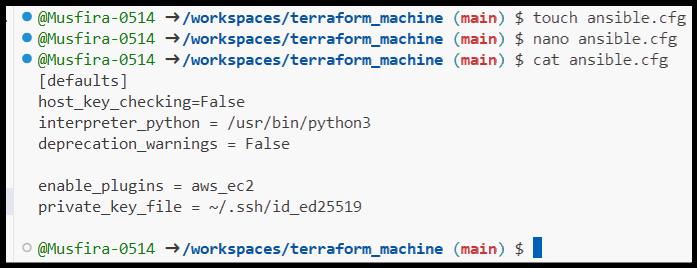 @Musfira-0514 ➜/workspaces/terraform_machine (main) $ touch ansible.cfg
@Musfira-0514 ➜/workspaces/terraform_machine (main) $ nano ansible.cfg
@Musfira-0514 ➜/workspaces/terraform_machine (main) $ cat ansible.cfg
[defaults]
host_key_checking=False
interpreter_python = /usr/bin/python3
deprecation_warnings = False
enable_plugins = aws_ec2
private_key_file = ~/.ssh/id_ed25519
@Musfira-0514 ➜/workspaces/terraform_machine (main) $